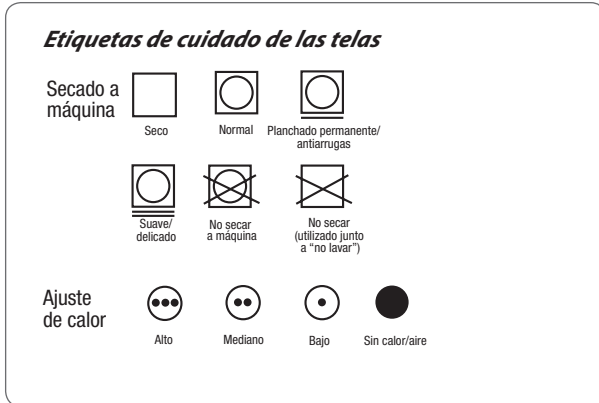 Etiquetas de cuidado de las telas
Secado a
máquina
Seco
Normal
Planchado permanente/
antiarrugas
Suave/
delicado
No secar
a máquina
No secar
(utilizado junto
a “no lavar”)
Ajuste
de calor
Alto
Mediano
Bajo
Sin calor/aire